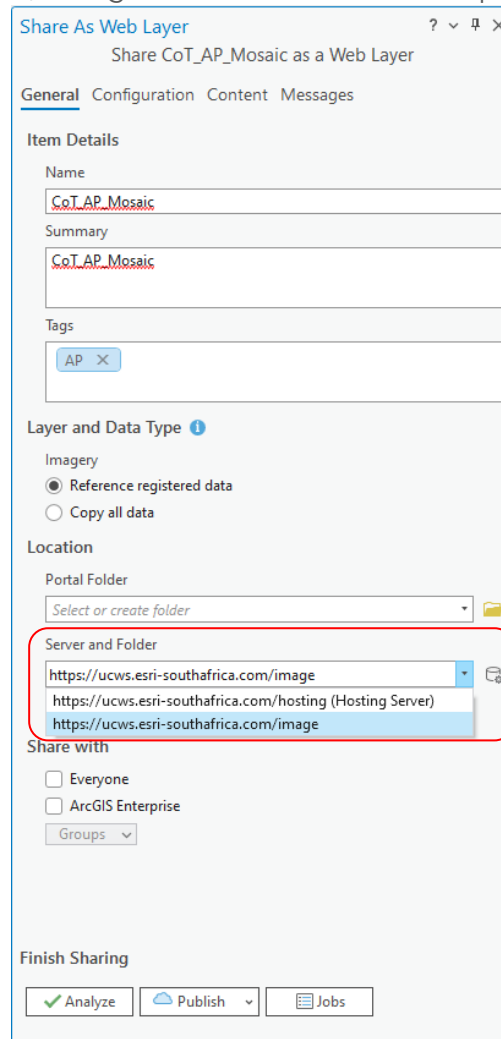 Share As Web Layer
Share CoT_AP_Mosaic as a Web Layer
General Configuration Content Messages
Item Details
Name
CoT_AP_Mosaic
Summary
CoT_AP_Mosaic
Tags
AP
Layer and Data Type
Imagery
Reference registered data
Copy all data
Location
Portal Folder
Select or create folder
Server and Folder
https://ucws.esri-southafrica.com/image
https://ucws.esri-southafrica.com/hosting (Hosting Server)
https://ucws.esri-southafrica.com/image
Share with
Everyone
ArcGIS Enterprise
Groups
Finish Sharing
Analyze Publish Jobs